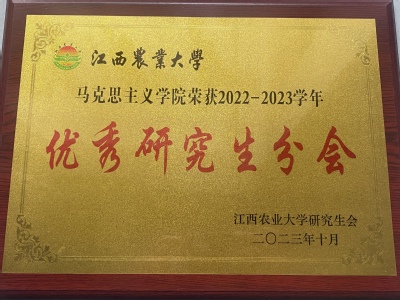 江西農業大學
马克思主义学院荣获2022-2023学年
优秀研究生分会
江西农业大学研究生会
二〇二三年十月